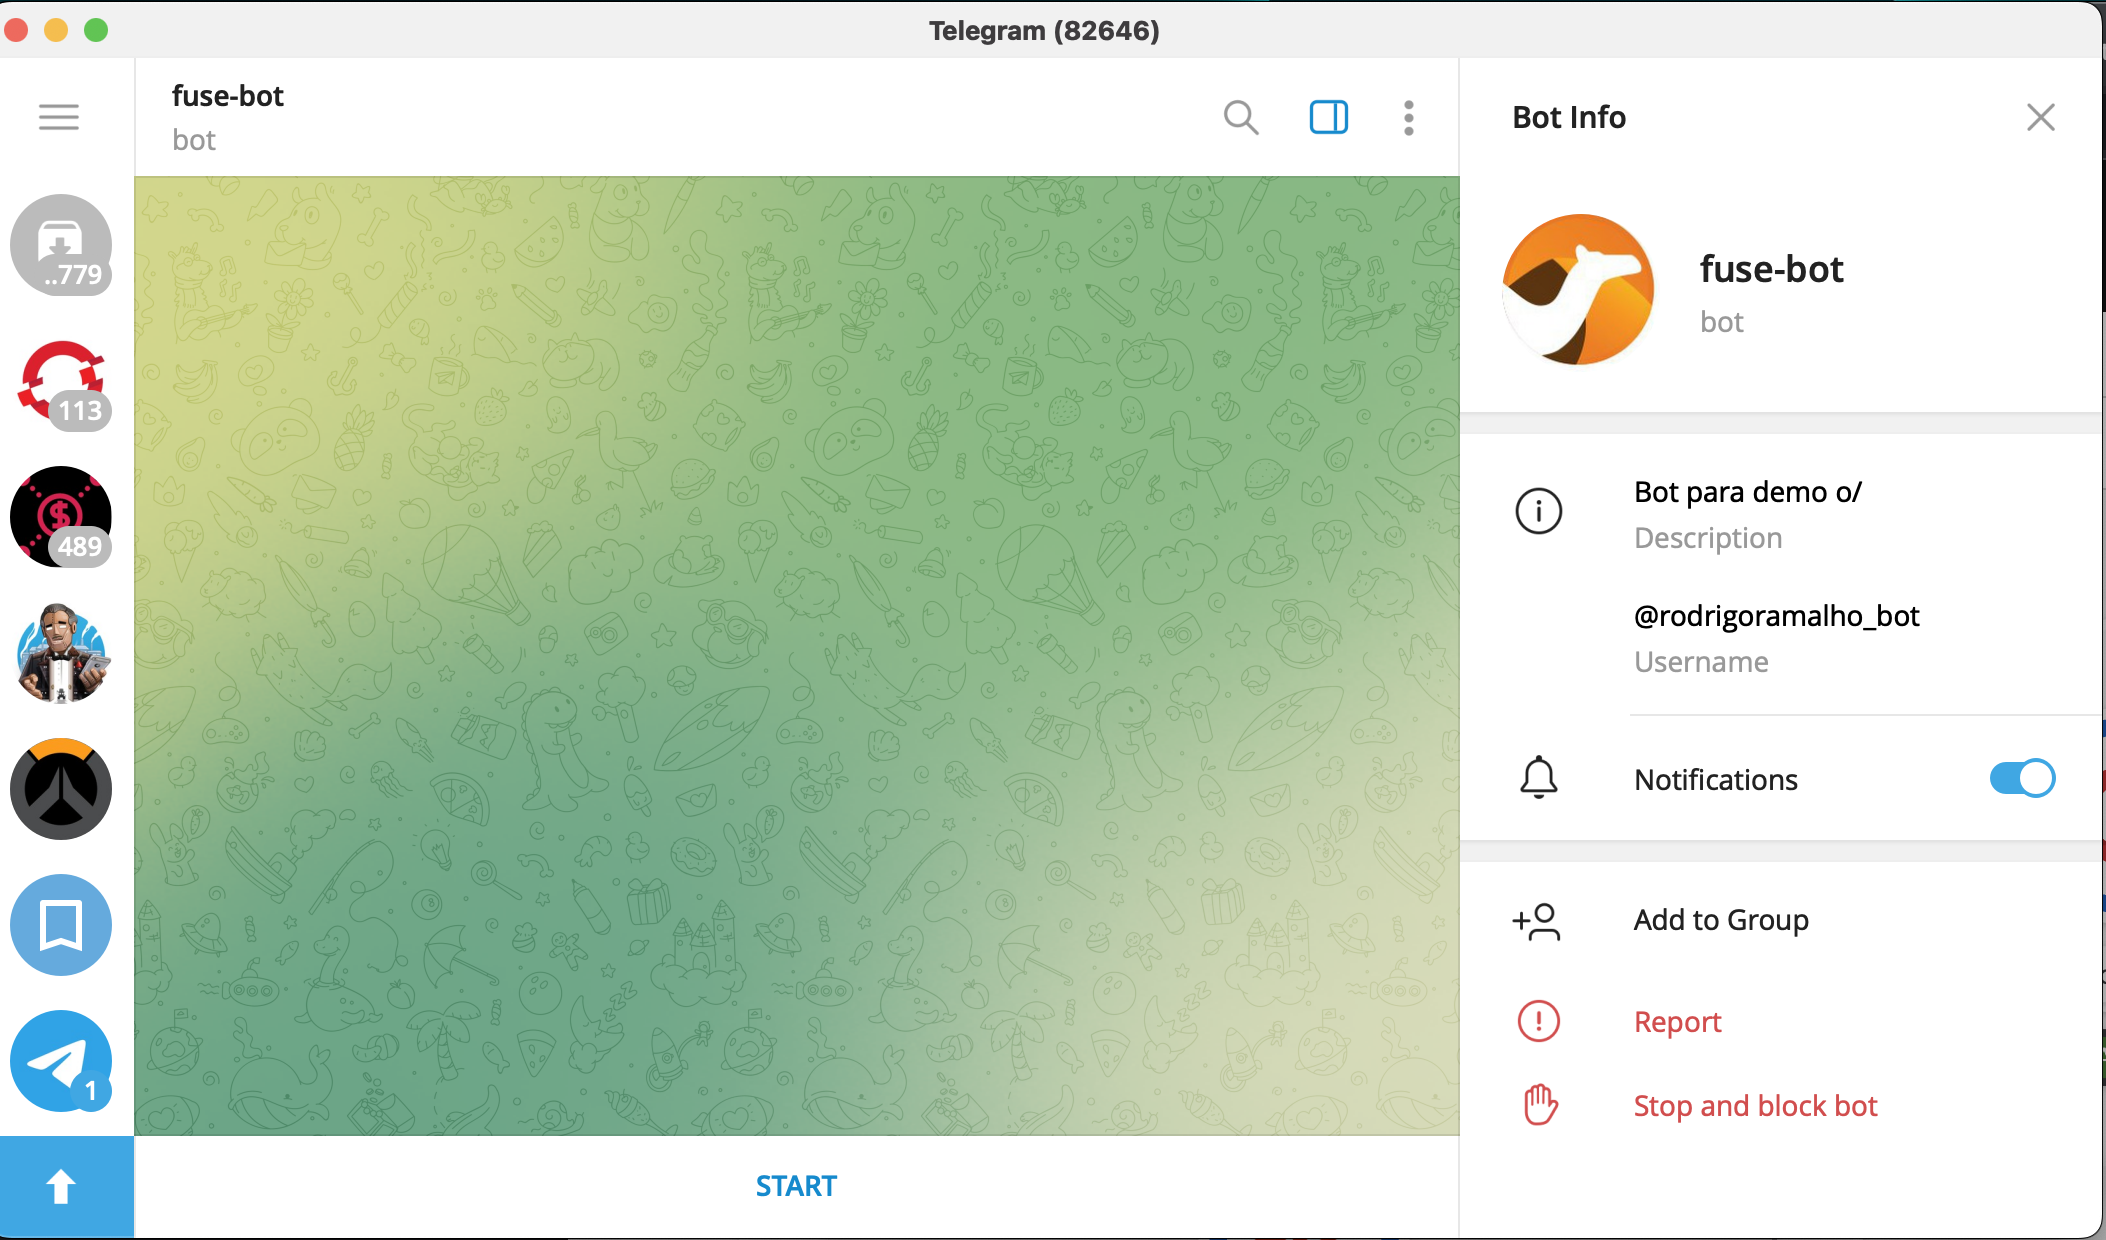 Telegram (82646)
fuse-bot
bot
..779
113
$
489
1
START
Bot Info
fuse-bot
bot
Bot para demo o/
Description
@rodrigoramalho_bot
Username
Notifications
Add to Group
Report
Stop and block bot